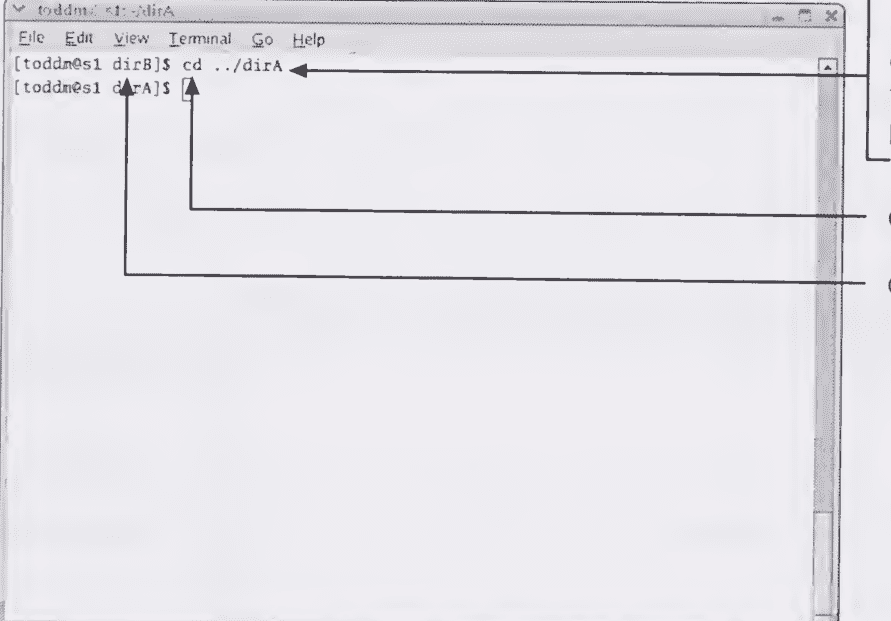 toddm@s1:~/dirA
File Edit View Terminal Go Help
[toddm@s1 dirB]$ cd ../dirA
[toddm@s1 dirA]$